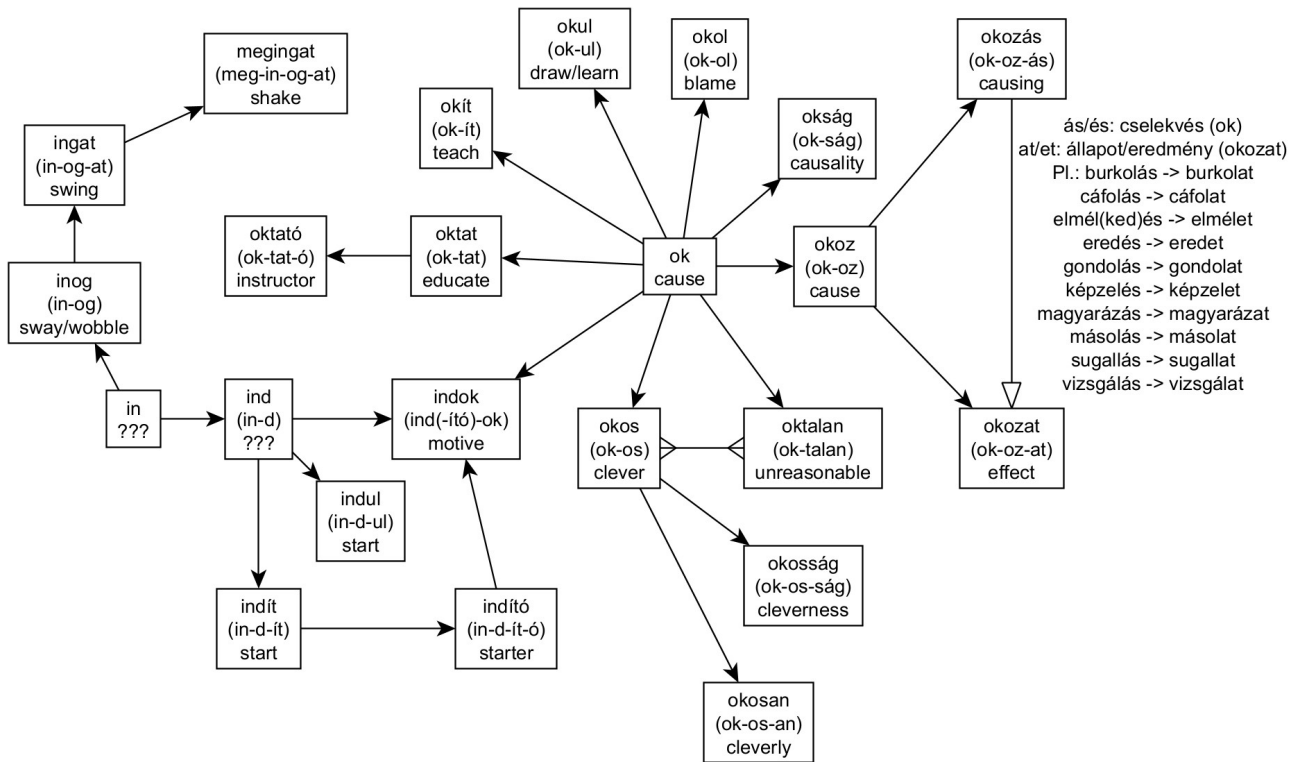 megingat
(meg-in-og-at)
shake
ingat
(in-og-at)
swing
inog
(in-og)
sway/wobble
in
???
ind
(in-d)
???
indul
(in-d-ul)
start
indít
(in-d-ít)
start
indító
(in-d-ít-ó)
starter
indok
(ind(-ító)-ok)
motive
oktató
(ok-tat-ó)
instructor
oktat
(ok-tat)
educate
okít
(ok-ít)
teach
okul
(ok-ul)
draw/learn
okol
(ok-ol)
blame
okság
(ok-ság)
causality
ok
cause
okoz
(ok-oz)
cause
okozás
(ok-oz-ás)
causing
ás/és: cselekvés (ok)
at/et: állapot/eredmény (okozat)
Pl.: burkolás -> burkolat
cáfolás -> cáfolat
elmél(ked)és -> elmélet
eredés -> eredet
gondolás -> gondolat
képzelés -> képzelet
magyarázás -> magyarázat
másolás -> másolat
sugallás -> sugallat
vizsgálás -> vizsgálat
okozat
(ok-oz-at)
effect
okos
(ok-os)
clever
oktalan
(ok-talan)
unreasonable
okosság
(ok-os-ság)
cleverness
okosan
(ok-os-an)
cleverly